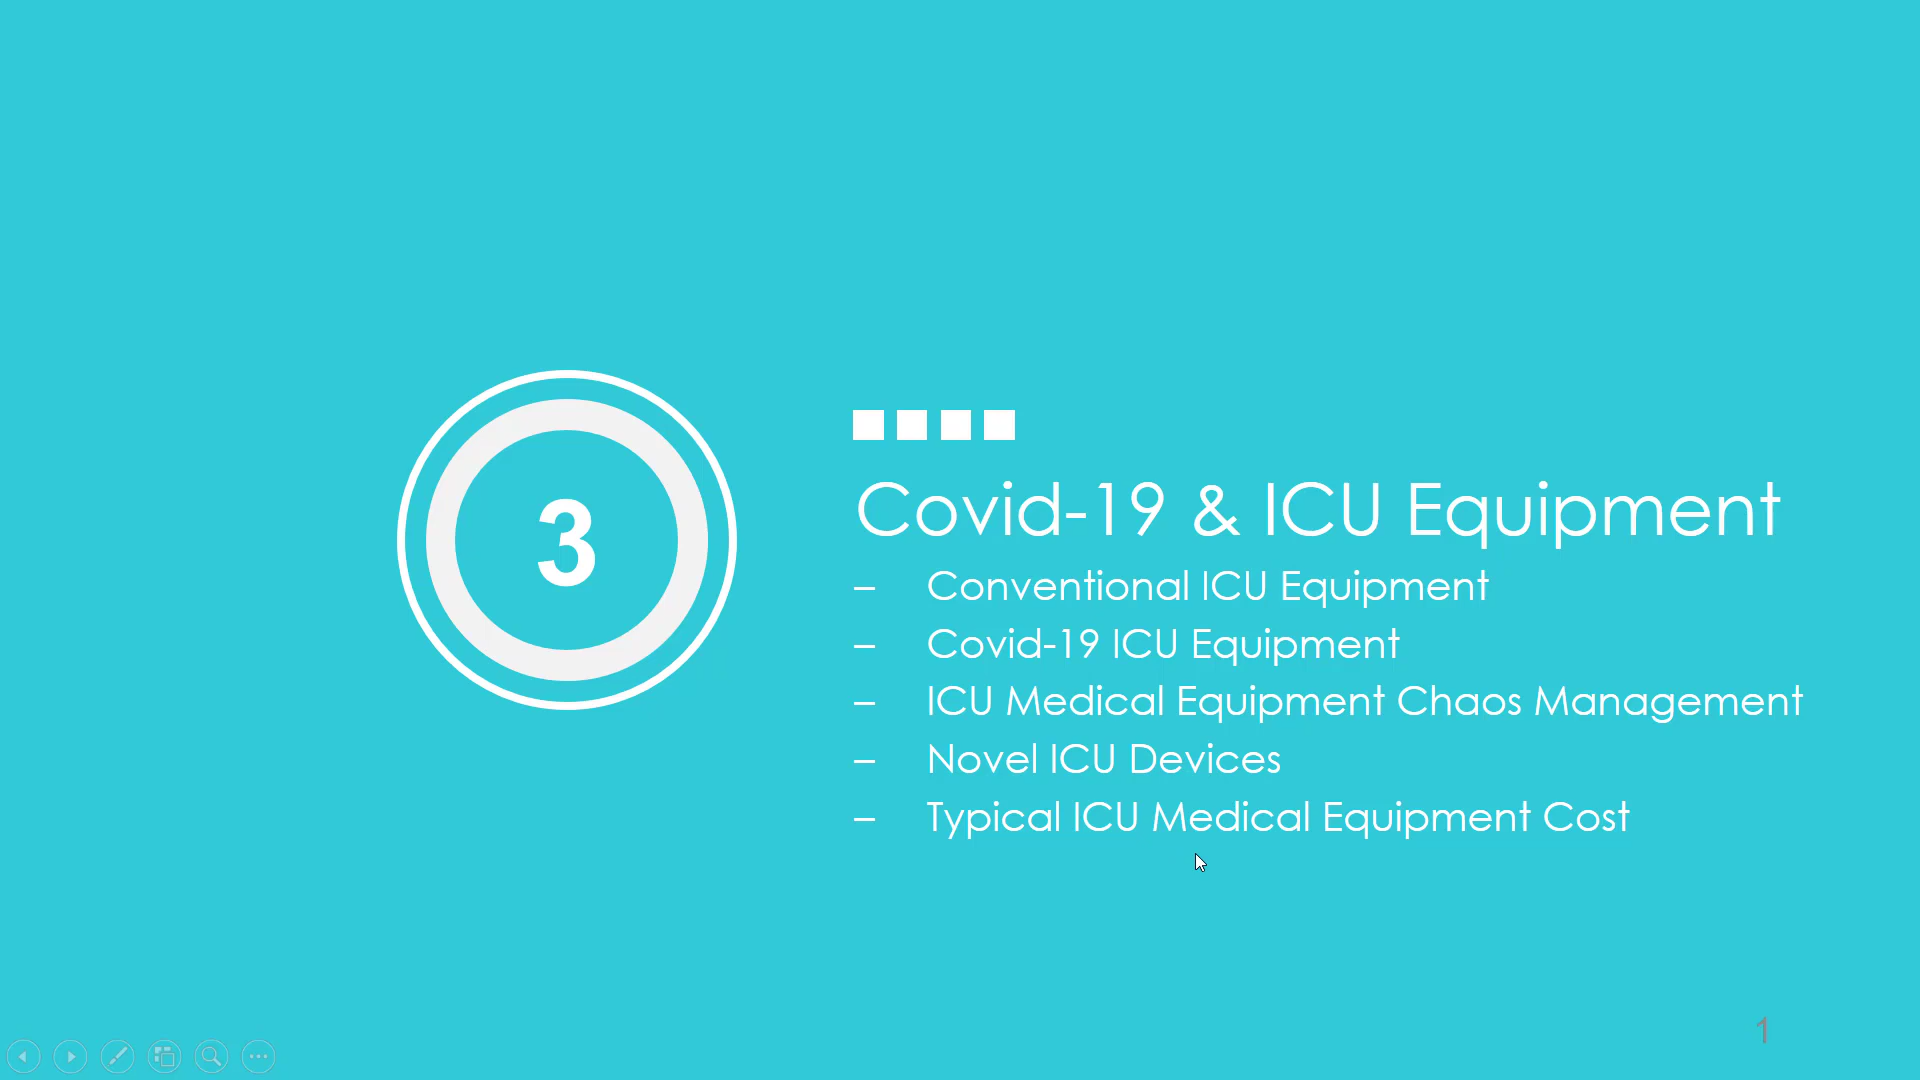 3
Covid-19 & ICU Equipment
– Conventional ICU Equipment
– Covid-19 ICU Equipment
– ICU Medical Equipment Chaos Management
– Novel ICU Devices
– Typical ICU Medical Equipment Cost
1